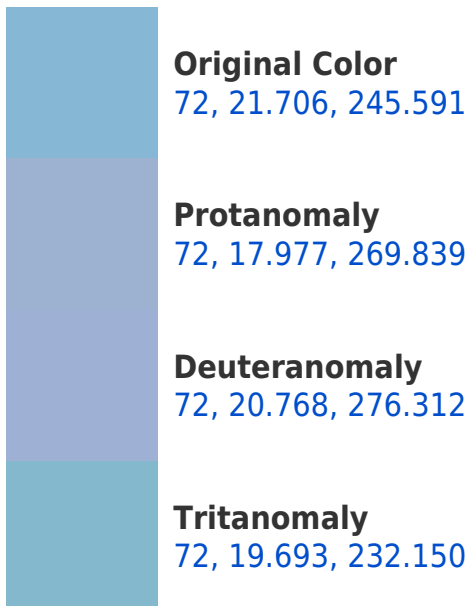 Original Color
72, 21.706, 245.591
Protanomaly
72, 17.977, 269.839
Deuteranomaly
72, 20.768, 276.312
Tritanomaly
72, 19.693, 232.150